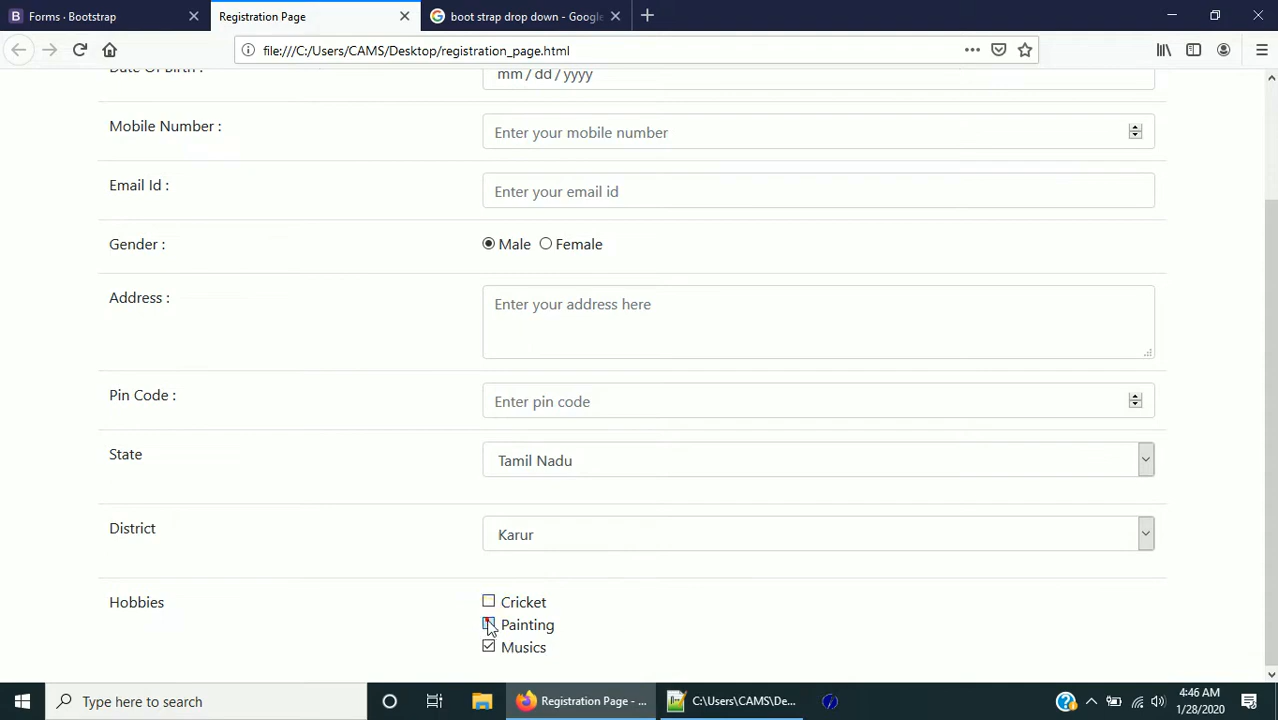 Forms · Bootstrap
Registration Page
boot strap drop down - Google
file:///C:/Users/CAMS/Desktop/registration_page.html
Date Of Birth :
mm / dd / yyyy
Mobile Number :
Enter your mobile number
Email Id :
Enter your email id
Gender :
Male Female
Address :
Enter your address here
Pin Code :
Enter pin code
State
Tamil Nadu
District
Karur
Hobbies
Cricket
Painting
Musics
Type here to search
Registration Page - ...
C:\Users\CAMS\De...
4:46 AM
1/28/2020